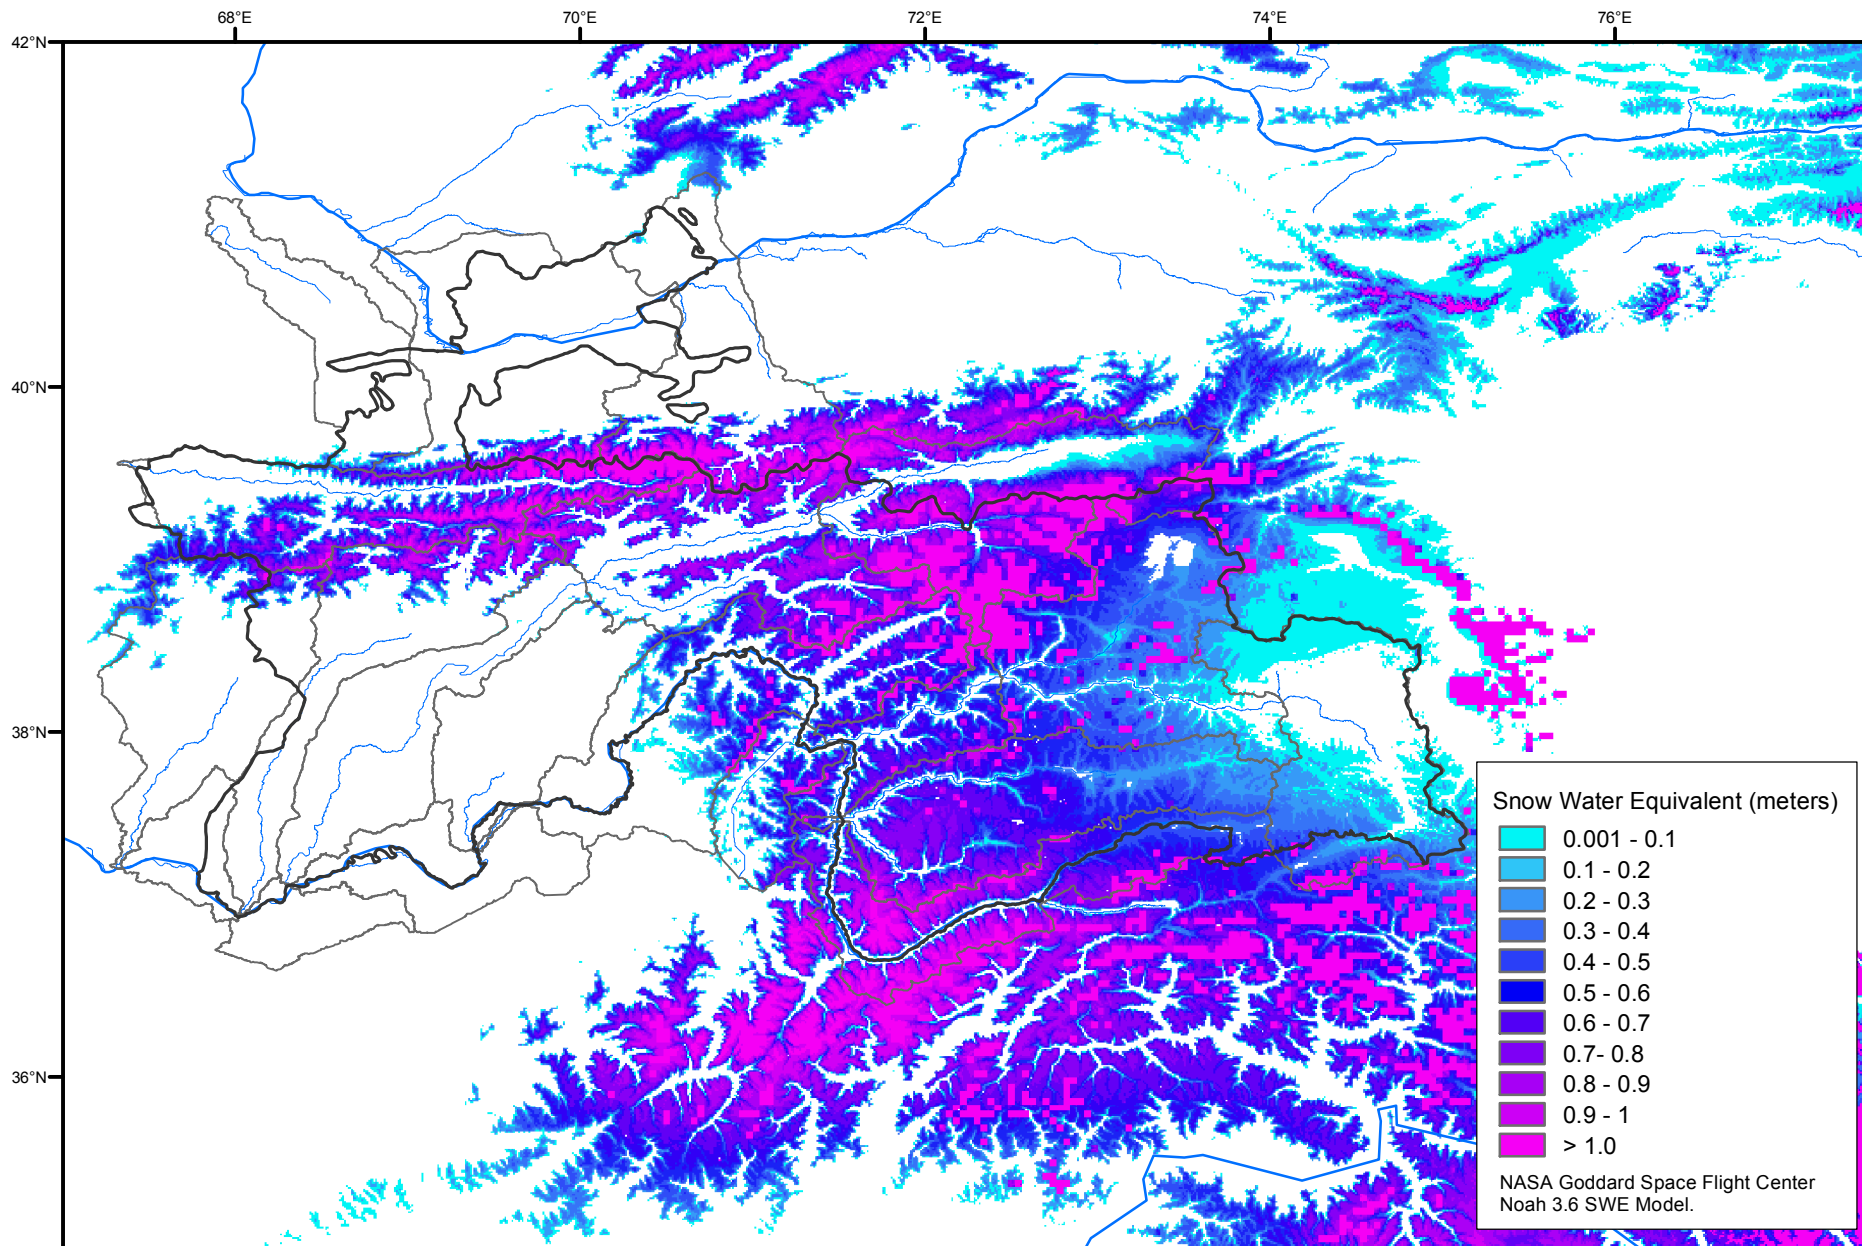 68°E
70°E
72°E
74°E
76°E
42°N
40°N
38°N
36°N
Snow Water Equivalent (meters)
0.001 - 0.1
0.1 - 0.2
0.2 - 0.3
0.3 - 0.4
0.4 - 0.5
0.5 - 0.6
0.6 - 0.7
0.7- 0.8
0.8 - 0.9
0.9 - 1
> 1.0
NASA Goddard Space Flight Center
Noah 3.6 SWE Model.